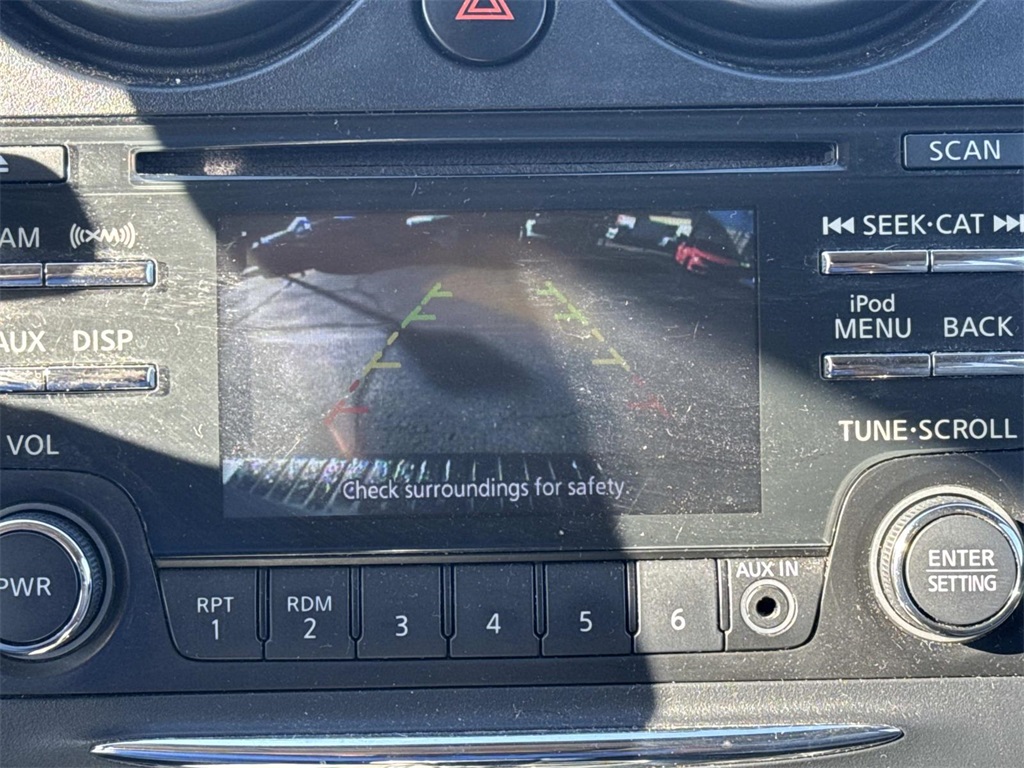 SCAN
AM
XM
SEEK·CAT
AUX DISP
iPod
MENU BACK
VOL
TUNE·SCROLL
Check surroundings for safety.
PWR
RPT
1
RDM
2
3
4
5
6
AUX IN
ENTER
SETTING